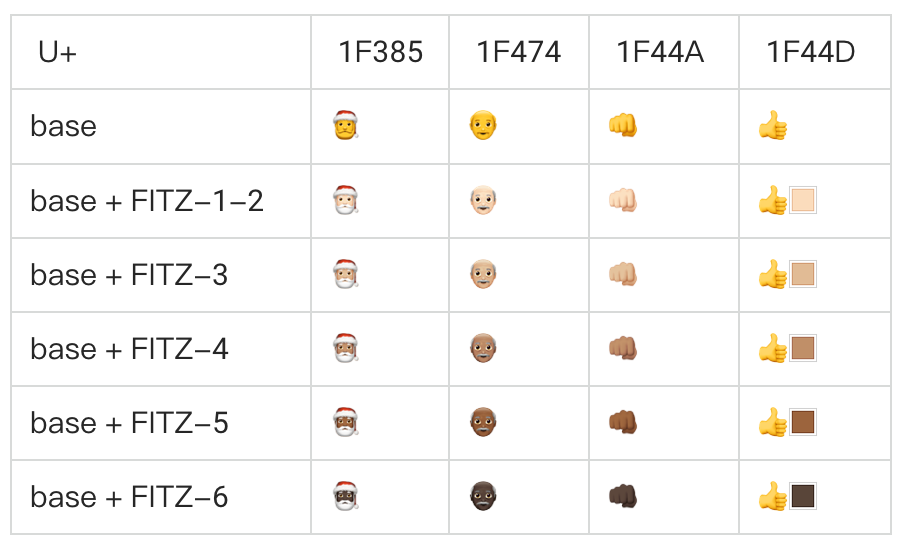 U+ 1F385 1F474 1F44A 1F44D
base 🎅 👴 👊 👍
base + FITZ–1–2 🎅🏻 👴🏻 👊🏻 👍 🏻
base + FITZ–3 🎅🏼 👴🏼 👊🏼 👍 🏼
base + FITZ–4 🎅🏽 👴🏽 👊🏽 👍 🏽
base + FITZ–5 🎅🏾 👴🏾 👊🏾 👍 🏾
base + FITZ–6 🎅🏿 👴🏿 👊🏿 👍 🏿